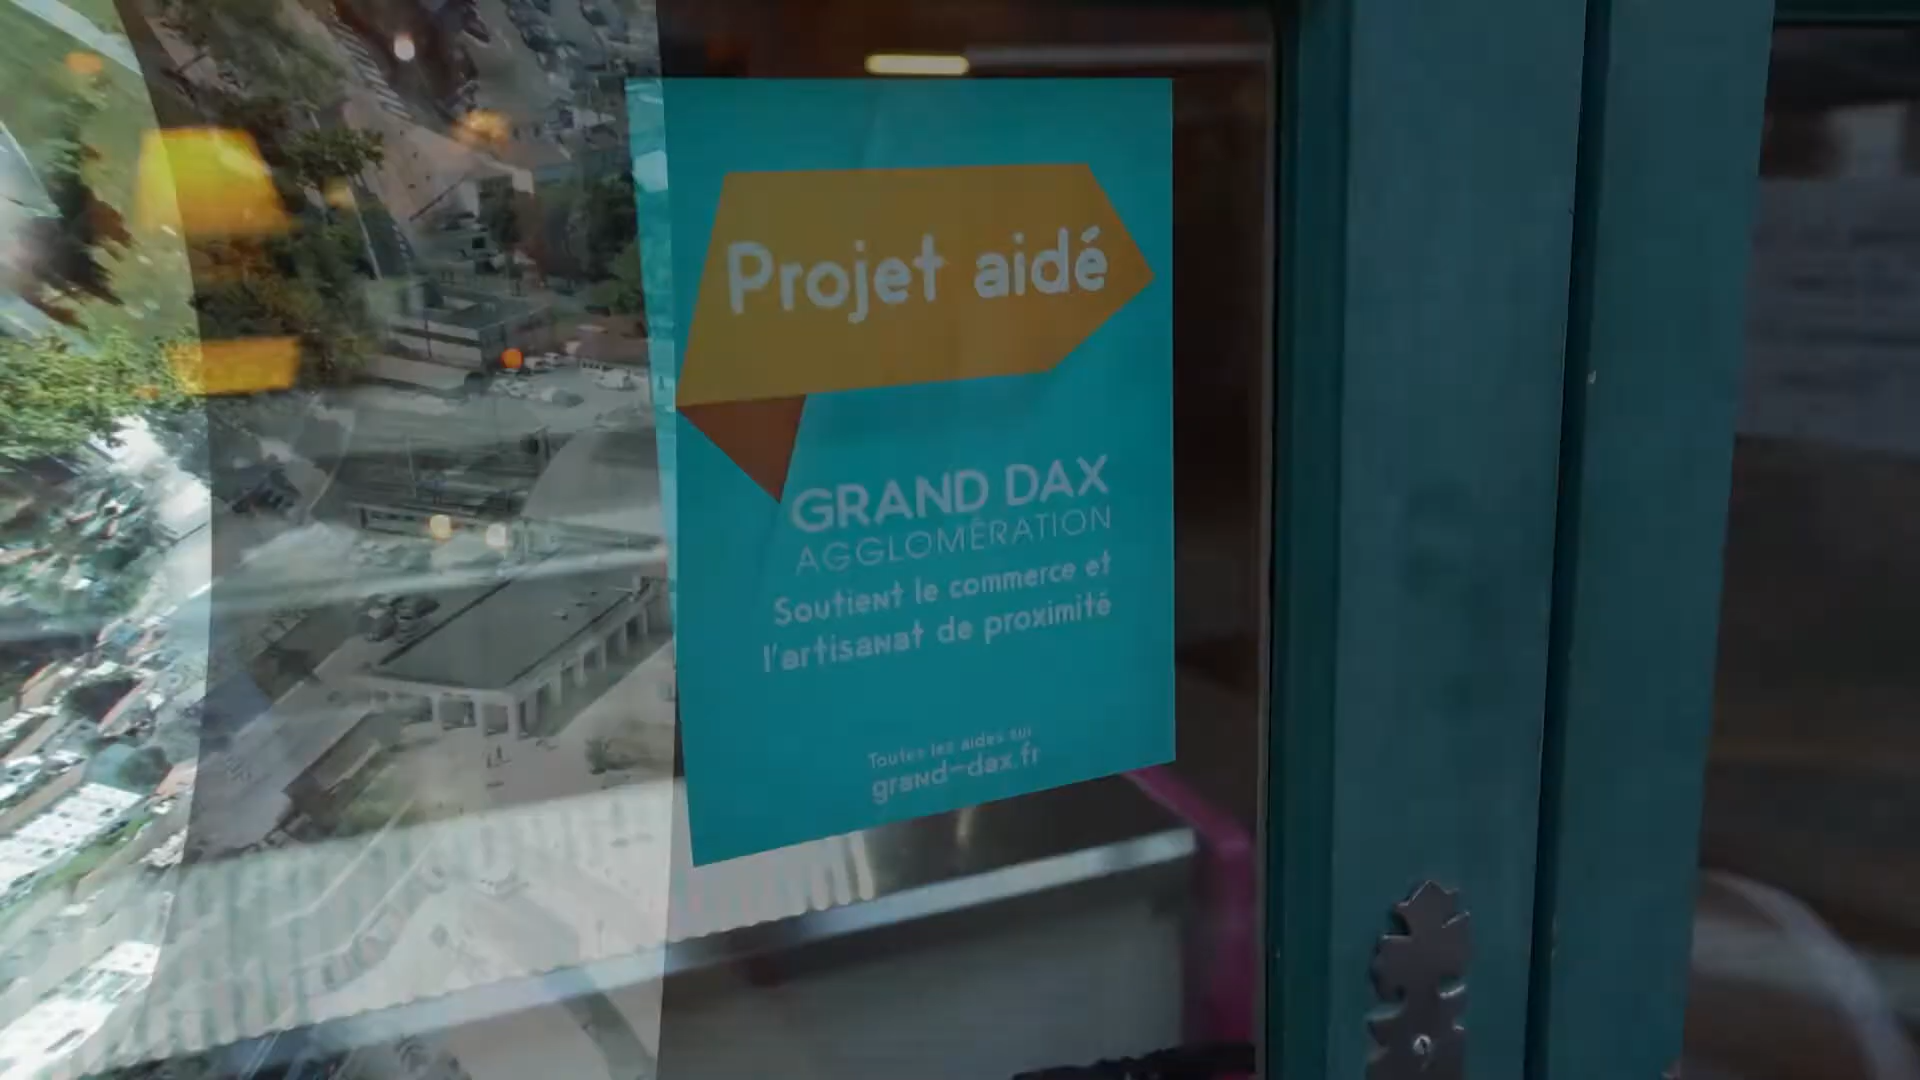 Projet aidé
GRAND DAX
AGGLOMÉRATION
Soutient le commerce et
l'artisanat de proximité
Toutes les aides sur
grand-dax.fr